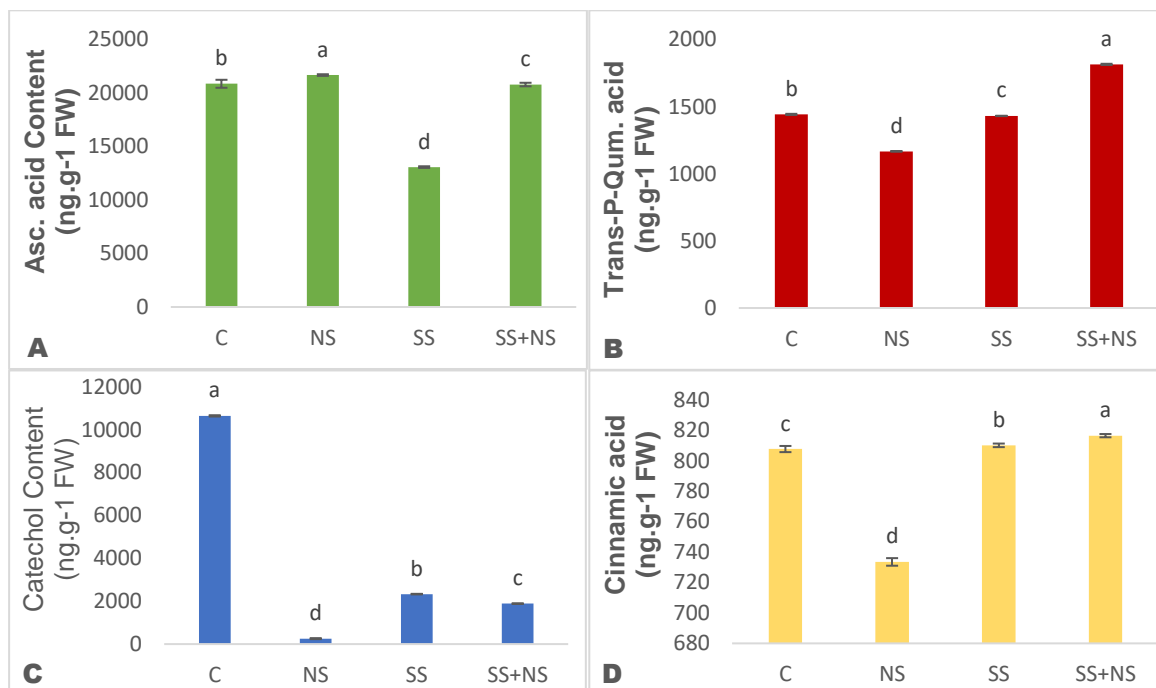 Asc. acid Content
(ng.g-1 FW)
25000
20000
15000
10000
5000
0
b
a
d
c
C NS SS SS+NS
A
Trans-P-Qum. acid
(ng.g-1 FW)
2000
1500
1000
500
0
b
d
c
a
C NS SS SS+NS
B
Catechol Content
(ng.g-1 FW)
12000
10000
8000
6000
4000
2000
0
a
d
b
c
C NS SS SS+NS
C
Cinnamic acid
(ng.g-1 FW)
840
820
800
780
760
740
720
700
680
c
d
b
a
C NS SS SS+NS
D